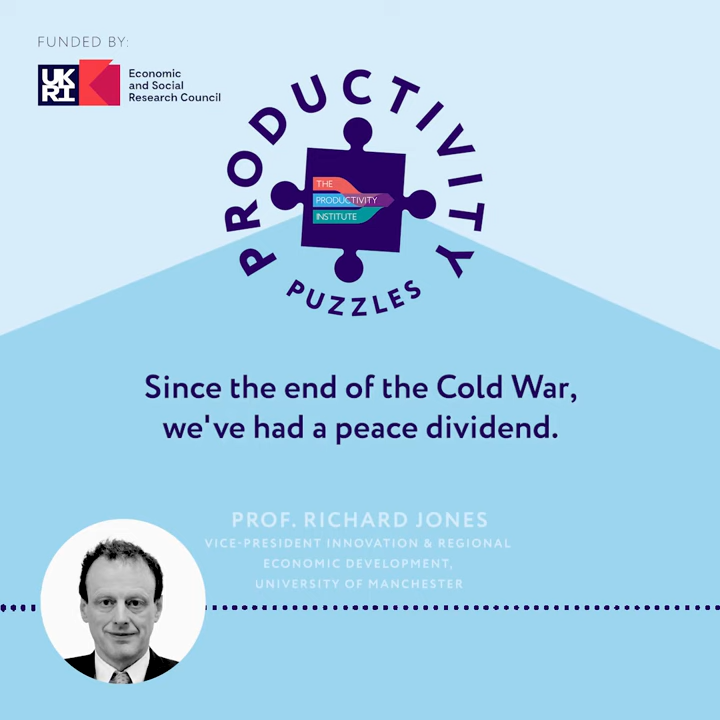 FUNDED BY:
UK
RI
Economic
and Social
Research Council
PRODUCTIVITY
PUZZLES
THE
PRODUCTIVITY
INSTITUTE
Since the end of the Cold War,
we've had a peace dividend.
PROF. RICHARD JONES
VICE-PRESIDENT INNOVATION & REGIONAL
ECONOMIC DEVELOPMENT,
UNIVERSITY OF MANCHESTER